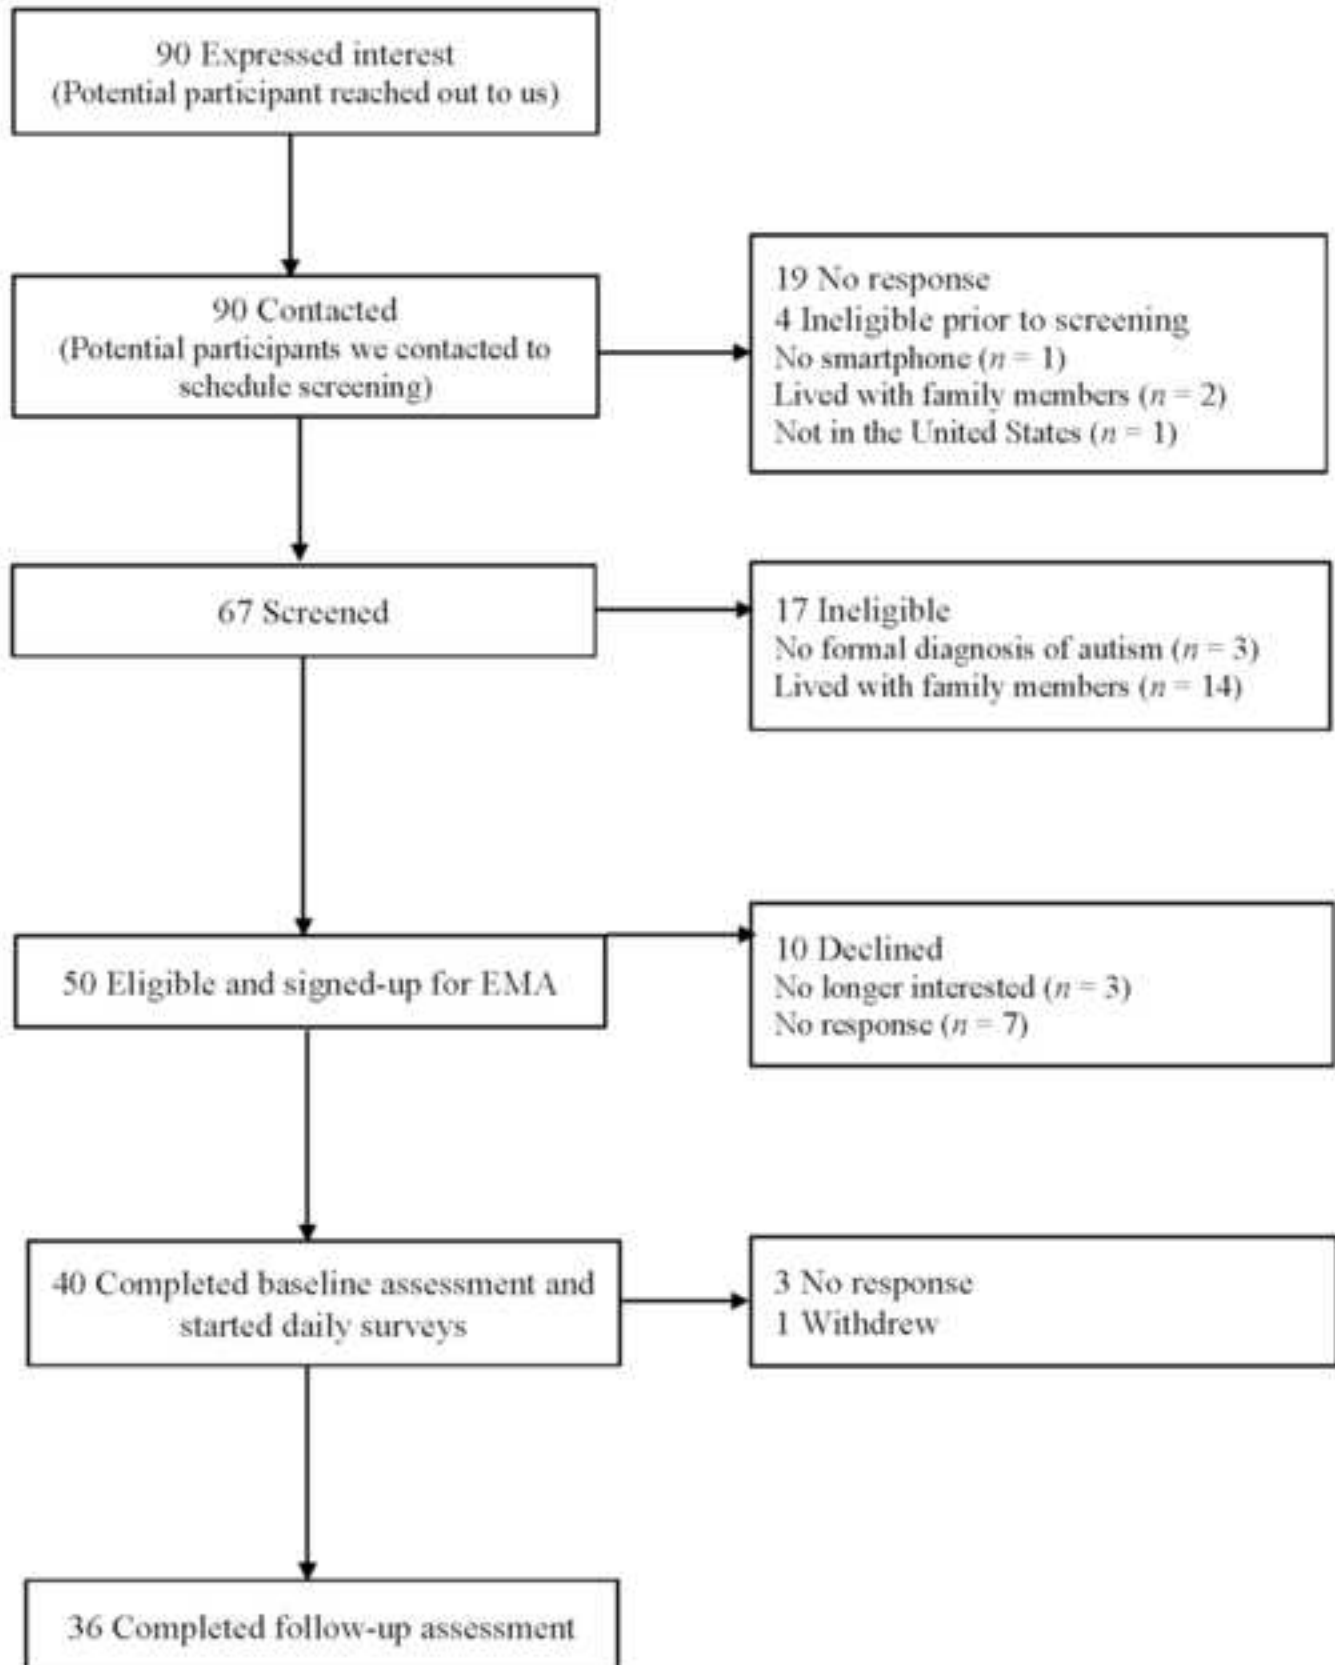 90 Expressed interest
(Potential participant reached out to us)
90 Contacted
(Potential participants we contacted to
schedule screening)
19 No response
4 Ineligible prior to screening
No smartphone (n = 1)
Lived with family members (n = 2)
Not in the United States (n = 1)
67 Screened
17 Ineligible
No formal diagnosis of autism (n = 3)
Lived with family members (n = 14)
50 Eligible and signed-up for EMA
10 Declined
No longer interested (n = 3)
No response (n = 7)
40 Completed baseline assessment and
started daily surveys
3 No response
1 Withdrew
36 Completed follow-up assessment